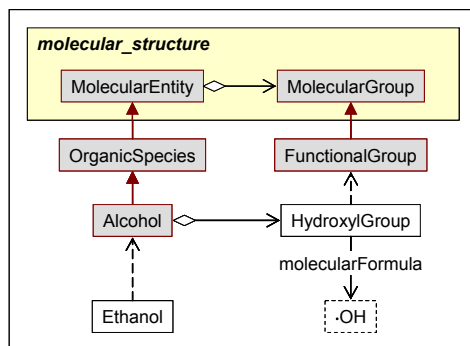 molecular_structure
MolecularEntity
MolecularGroup
OrganicSpecies
FunctionalGroup
Alcohol
HydroxylGroup
molecularFormula
Ethanol
·OH